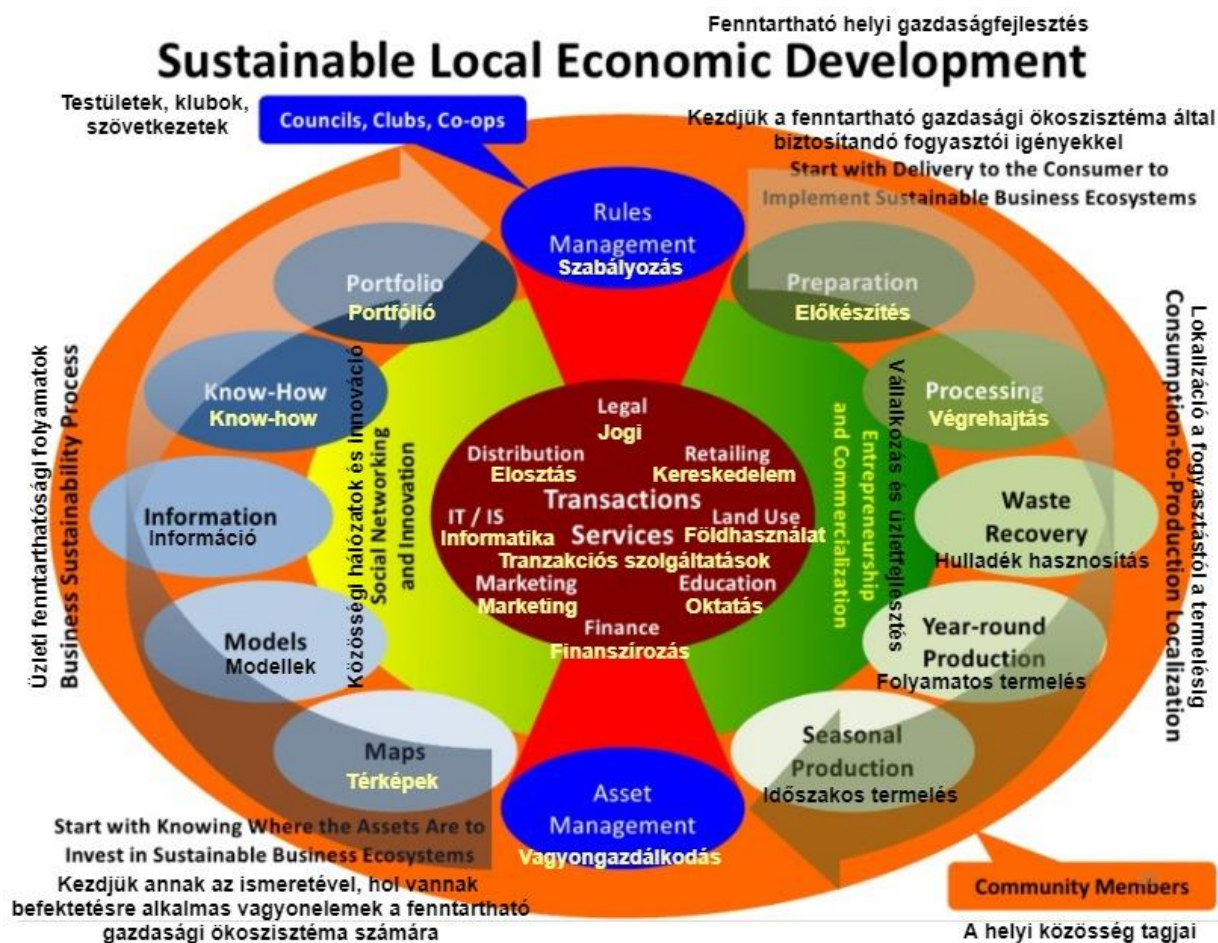 Fenntartható helyi gazdaságfejlesztés
Sustainable Local Economic Development
Testületek, klubok,
szövetkezetek
Councils, Clubs, Co-ops
Kezdjük a fenntartható gazdasági ökoszisztéma által
biztosítandó fogyasztói igényekkel
Start with Delivery to the Consumer to
Implement Sustainable Business Ecosystems
Rules
Management
Szabályozás
Portfolio
Portfólió
Preparation
Előkészítés
Know-How
Know-how
Processing
Végrehajtás
Információ
Information
Waste
Recovery
Hulladék hasznosítás
Models
Modellek
Year-round
Production
Folyamatos termelés
Maps
Térképek
Seasonal
Production
Időszakos termelés
Asset
Management
Vagyongazdálkodás
Üzleti fenntarthatósági folyamatok
Business Sustainability Process
Közösségi hálózatok és Innováció
Social Networking
and Innovation
Legal
Jogi
Distribution
Elosztás
Retailing
Kereskedelem
Transactions
Services
Tranzakciós szolgáltatások
IT / IS
Informatika
Land Use
Földhasználat
Marketing
Marketing
Education
Oktatás
Finance
Finanszírozás
Vállalkozás és üzletfejlesztés
Entrepreneurship
and Commercialization
Lokalizáció a fogyasztástól a termelésig
Consumption-to-Production Localization
Start with Knowing Where the Assets Are to
Invest in Sustainable Business Ecosystems
Kezdjük annak az ismeretével, hol vannak
befektetésre alkalmas vagyonelemek a fenntartható
gazdasági ökoszisztéma számára
Community Members
A helyi közösség tagjai